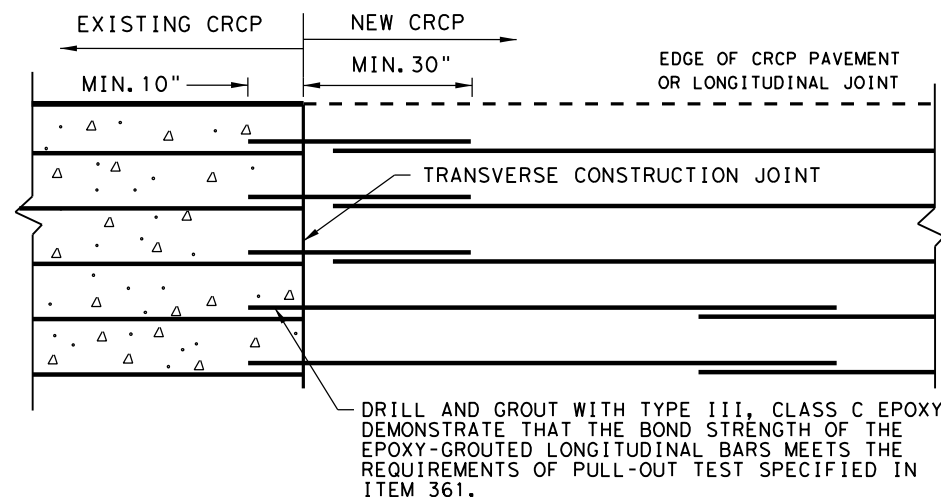 EXISTING CRCP
NEW CRCP
MIN. 10"
MIN. 30"
EDGE OF CRCP PAVEMENT
OR LONGITUDINAL JOINT
TRANSVERSE CONSTRUCTION JOINT
DRILL AND GROUT WITH TYPE III, CLASS C EPOXY
DEMONSTRATE THAT THE BOND STRENGTH OF THE
EPOXY-GROUTED LONGITUDINAL BARS MEETS THE
REQUIREMENTS OF PULL-OUT TEST SPECIFIED IN
ITEM 361.